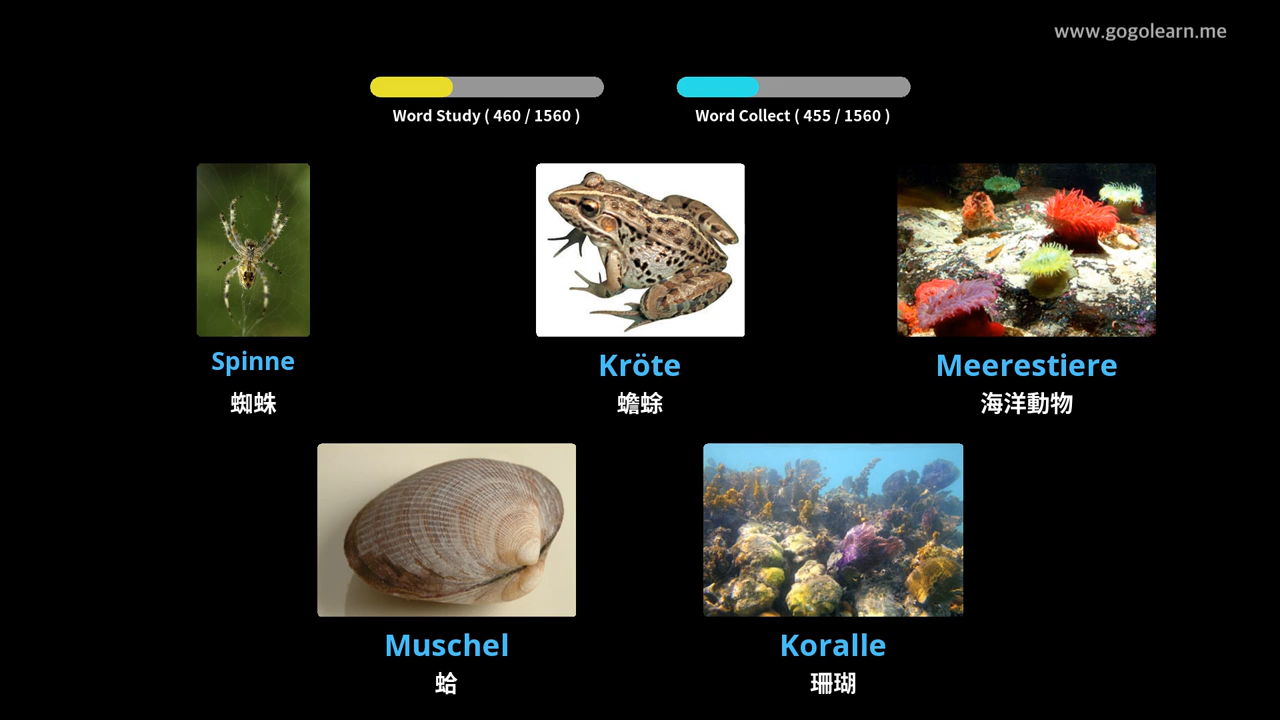 www.gogolearn.me
Word Study ( 460 / 1560 )
Word Collect ( 455 / 1560 )
Spinne
蜘蛛
Kröte
蟾蜍
Meerestiere
海洋動物
Muschel
蛤
Koralle
珊瑚